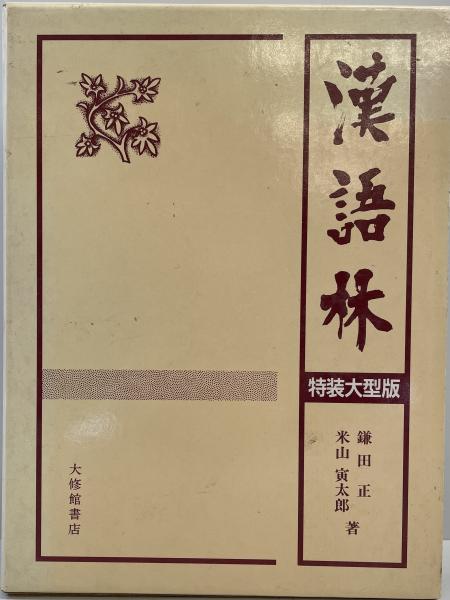 漢語林
特装大型版
鎌田 正
米山 寅太郎 著
大修館書店